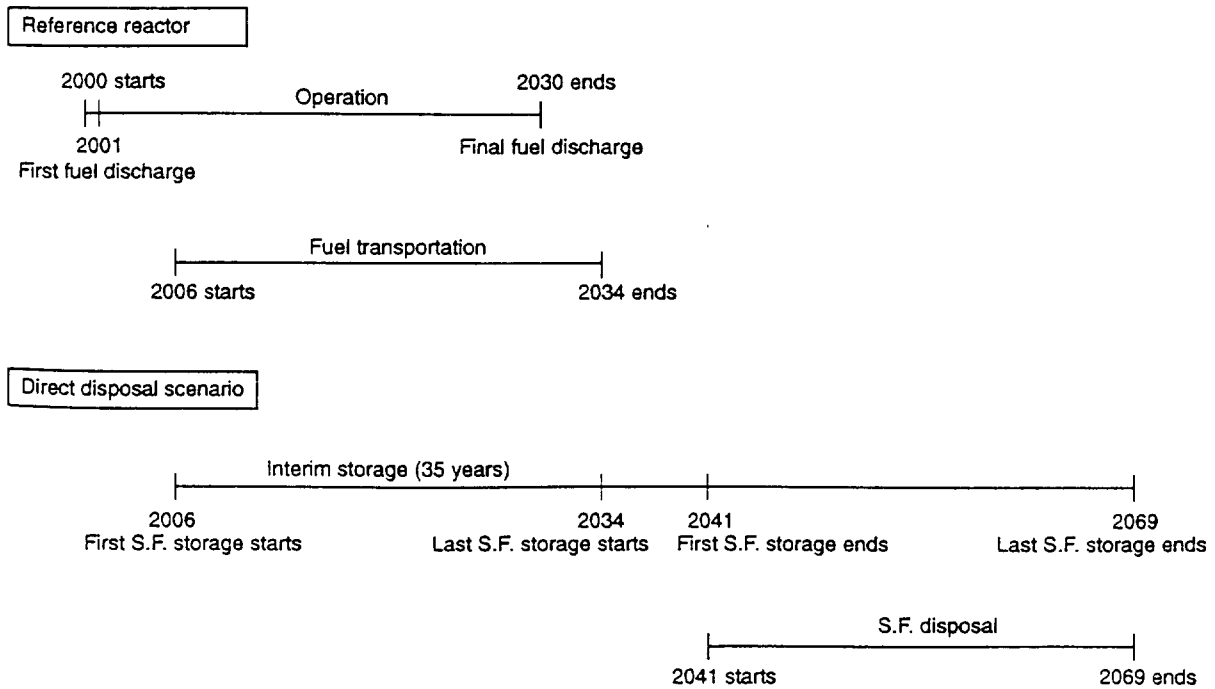 Reference reactor
2000 starts
2030 ends
Operation
2001
First fuel discharge
Final fuel discharge
Fuel transportation
2006 starts
2034 ends
Direct disposal scenario
Interim storage (35 years)
2006
2034
2041
2069
First S.F. storage starts
Last S.F. storage starts
First S.F. storage ends
Last S.F. storage ends
S.F. disposal
2041 starts
2069 ends